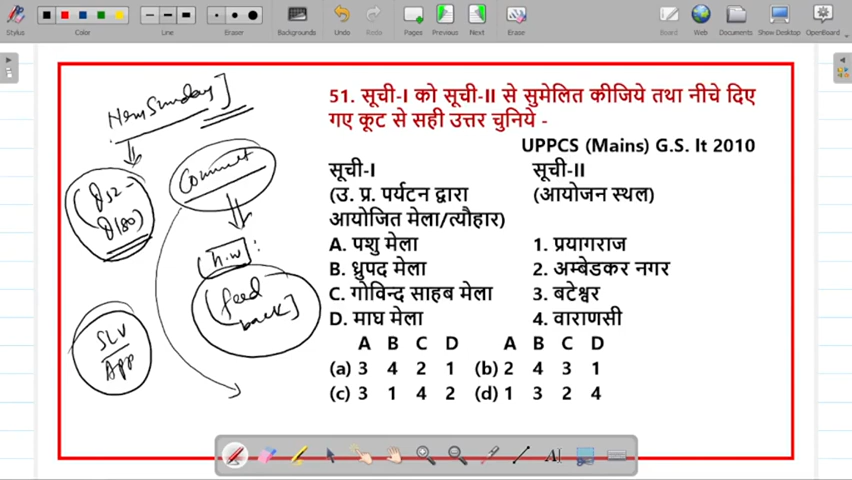 Stylus
Color
Line
Eraser
Backgrounds
Undo
Redo
Pages
Previous
Next
Erase
Board
Web
Documents
Show Desktop
OpenBoard
New Sunday]
Q52-
Q180)
Comment
h.w :
(feed
back]
SLV
App
51. सूची-I को सूची-II से सुमेलित कीजिये तथा नीचे दिए
गए कूट से सही उत्तर चुनिये -
UPPCS (Mains) G.S. It 2010
सूची-I सूची-II
(उ. प्र. पर्यटन द्वारा (आयोजन स्थल)
आयोजित मेला/त्यौहार)
A. पशु मेला 1. प्रयागराज
B. ध्रुपद मेला 2. अम्बेडकर नगर
C. गोविन्द साहब मेला 3. बटेश्वर
D. माघ मेला 4. वाराणसी
A B C D A B C D
(a) 3 4 2 1 (b) 2 4 3 1
(c) 3 1 4 2 (d) 1 3 2 4